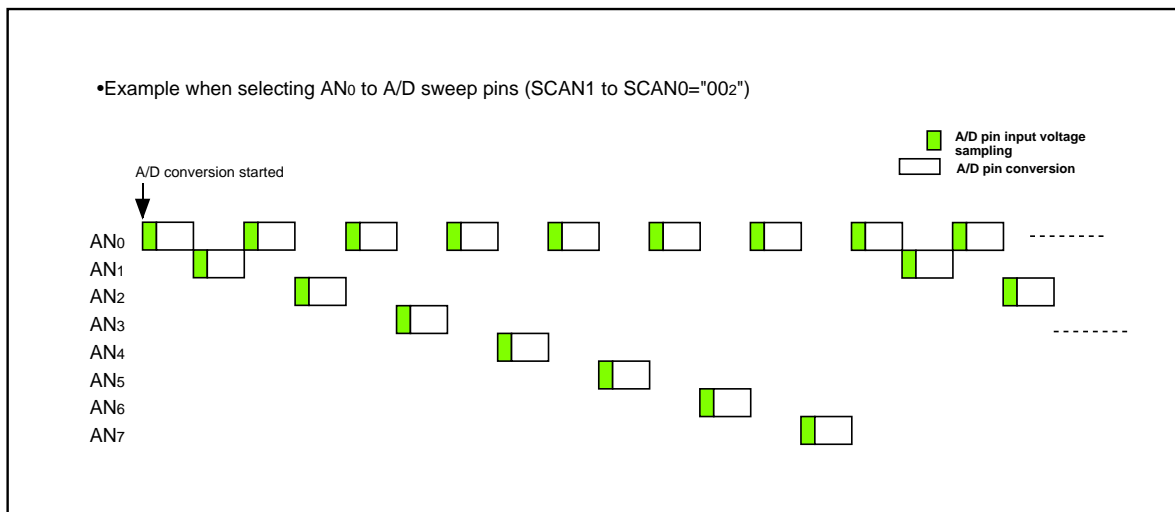 •Example when selecting AN0 to A/D sweep pins (SCAN1 to SCAN0="002")
A/D pin input voltage
sampling
A/D pin conversion
A/D conversion started
AN0
AN1
AN2
AN3
AN4
AN5
AN6
AN7